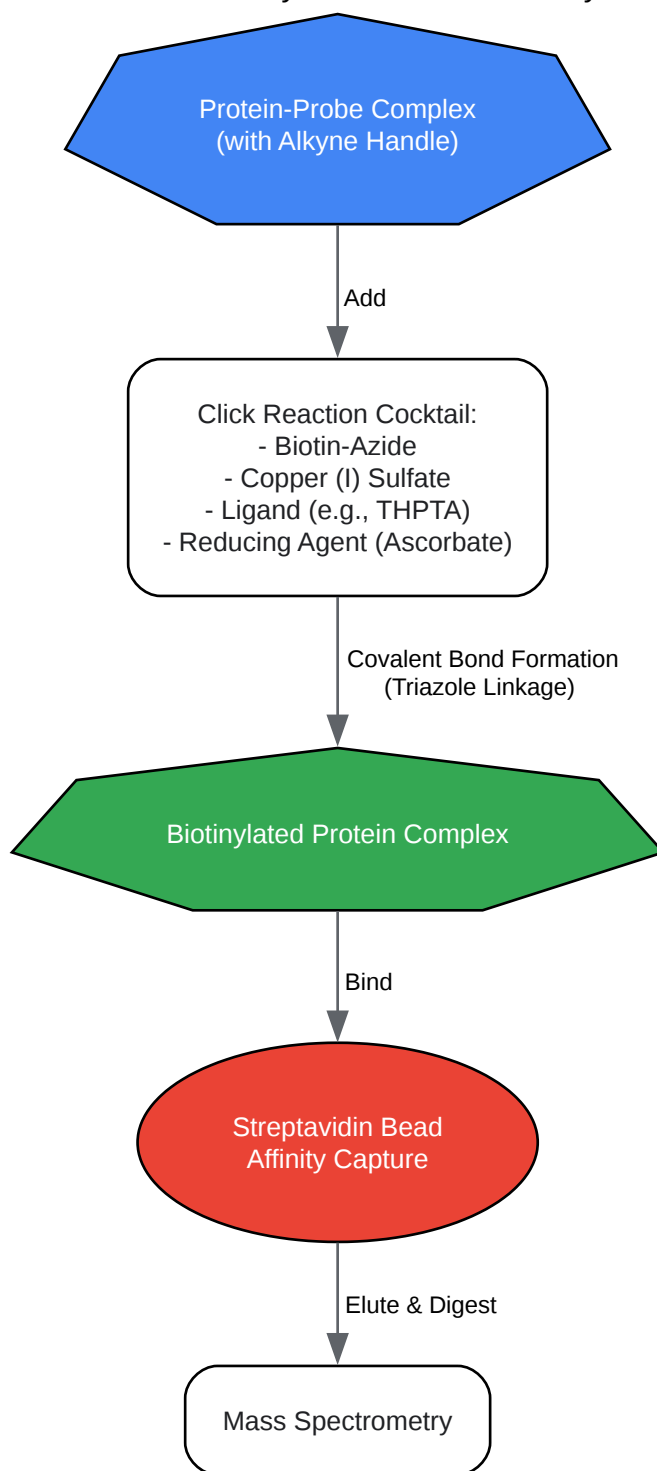 Protein-Probe Complex
(with Alkyne Handle)
Add
Click Reaction Cocktail:
- Biotin-Azide
- Copper (I) Sulfate
- Ligand (e.g., THPTA)
- Reducing Agent (Ascorbate)
Covalent Bond Formation
(Triazole Linkage)
Biotinylated Protein Complex
Bind
Streptavidin Bead
Affinity Capture
Elute & Digest
Mass Spectrometry